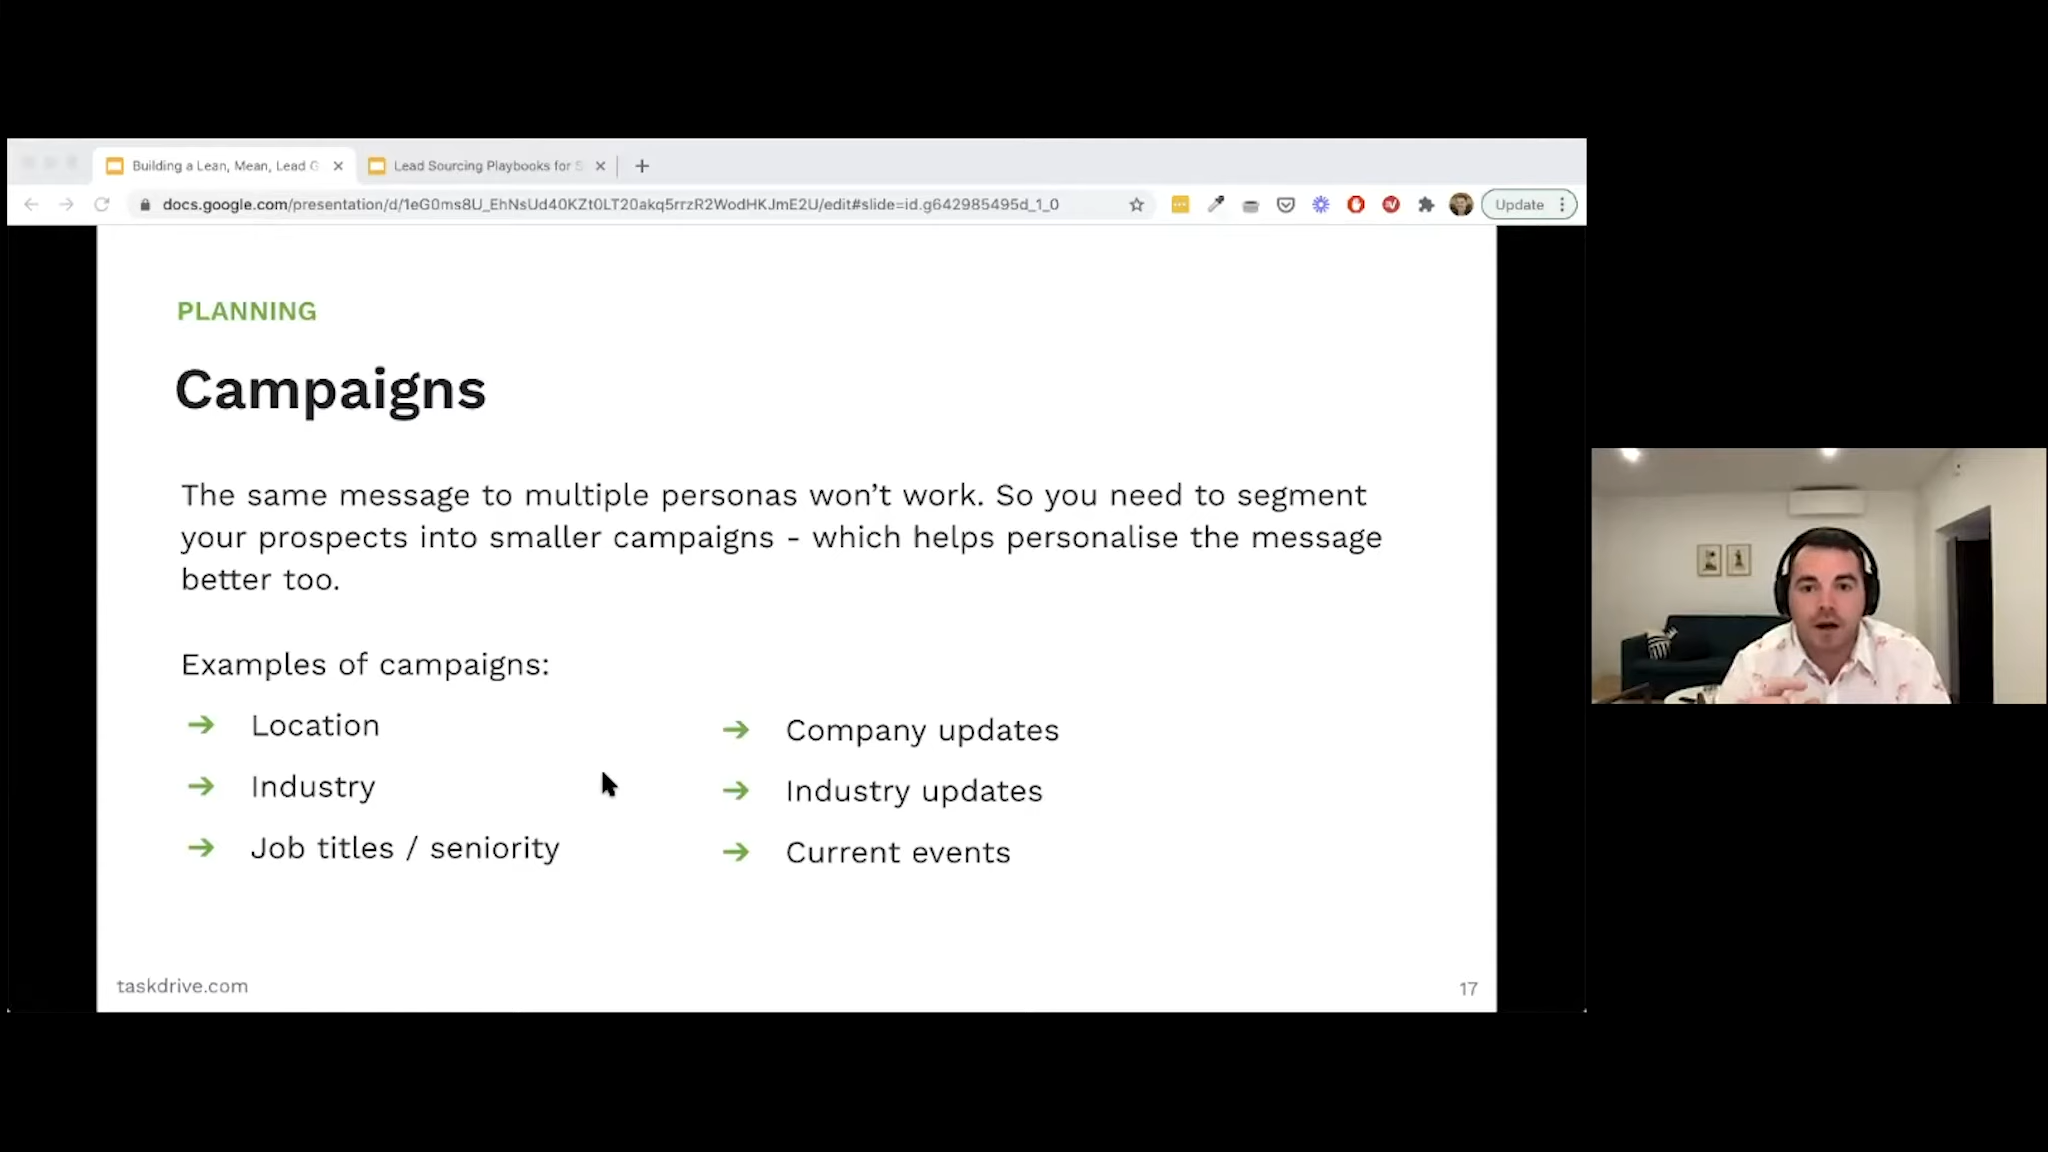 Building a Lean, Mean, Lead G
Lead Sourcing Playbooks for S
docs.google.com/presentation/d/1eG0ms8U_EhNsUd40KZt0LT20akq5rrzR2WodHKJmE2U/edit#slide=id.g642985495d_1_0
Update
PLANNING
Campaigns
The same message to multiple personas won’t work. So you need to segment
your prospects into smaller campaigns - which helps personalise the message
better too.
Examples of campaigns:
➔ Location
➔ Industry
➔ Job titles / seniority
➔ Company updates
➔ Industry updates
➔ Current events
taskdrive.com
17